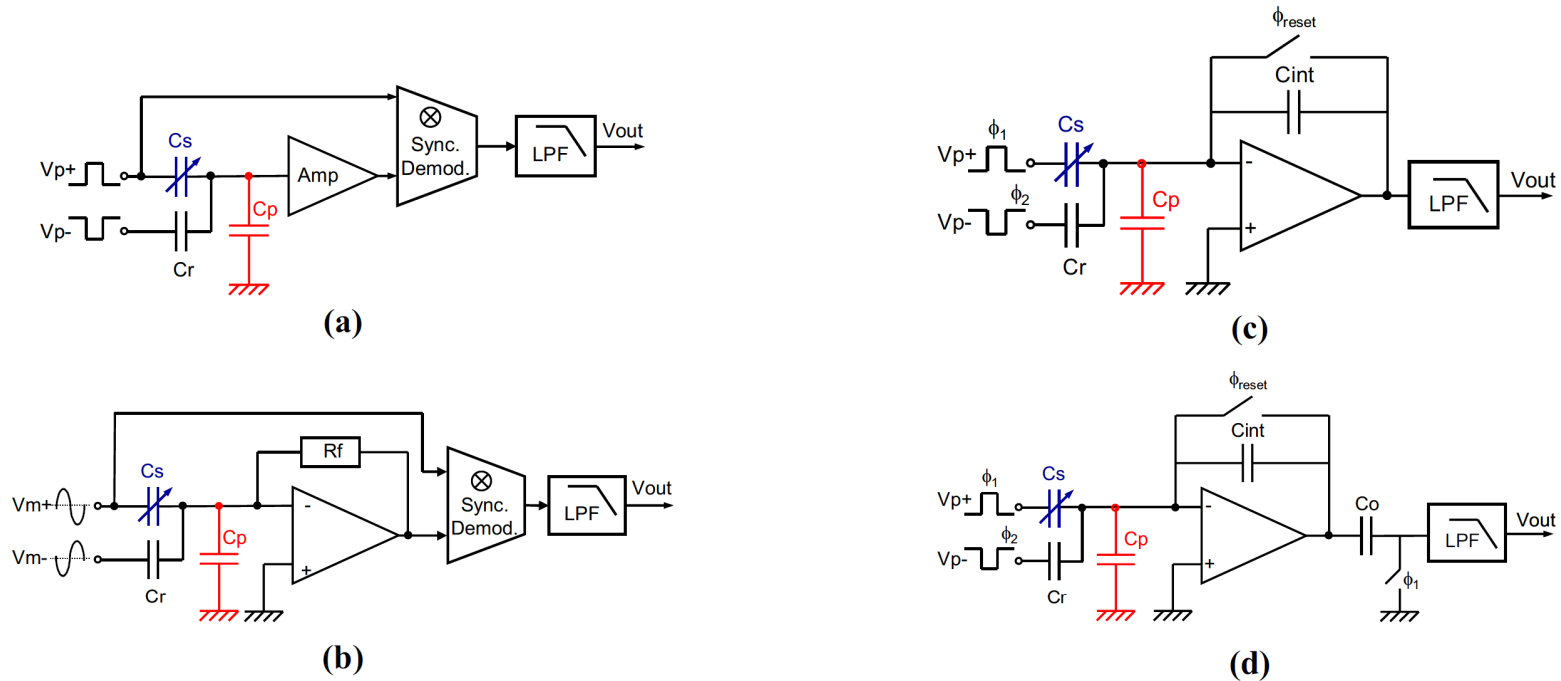 Vp+
Cs
Vp-
Cr
Cp
Amp
Sync.
Demod.
LPF
Vout
(a)
Vm+
Cs
Vm-
Cr
Cp
Rf
-
+
Sync.
Demod.
LPF
Vout
(b)
ϕreset
Cint
ϕ1
Vp+
Cs
ϕ2
Vp-
Cr
Cp
-
+
LPF
Vout
(c)
ϕreset
Cint
ϕ1
Vp+
Cs
ϕ2
Vp-
Cr
Cp
-
+
Co
ϕ1
LPF
Vout
(d)